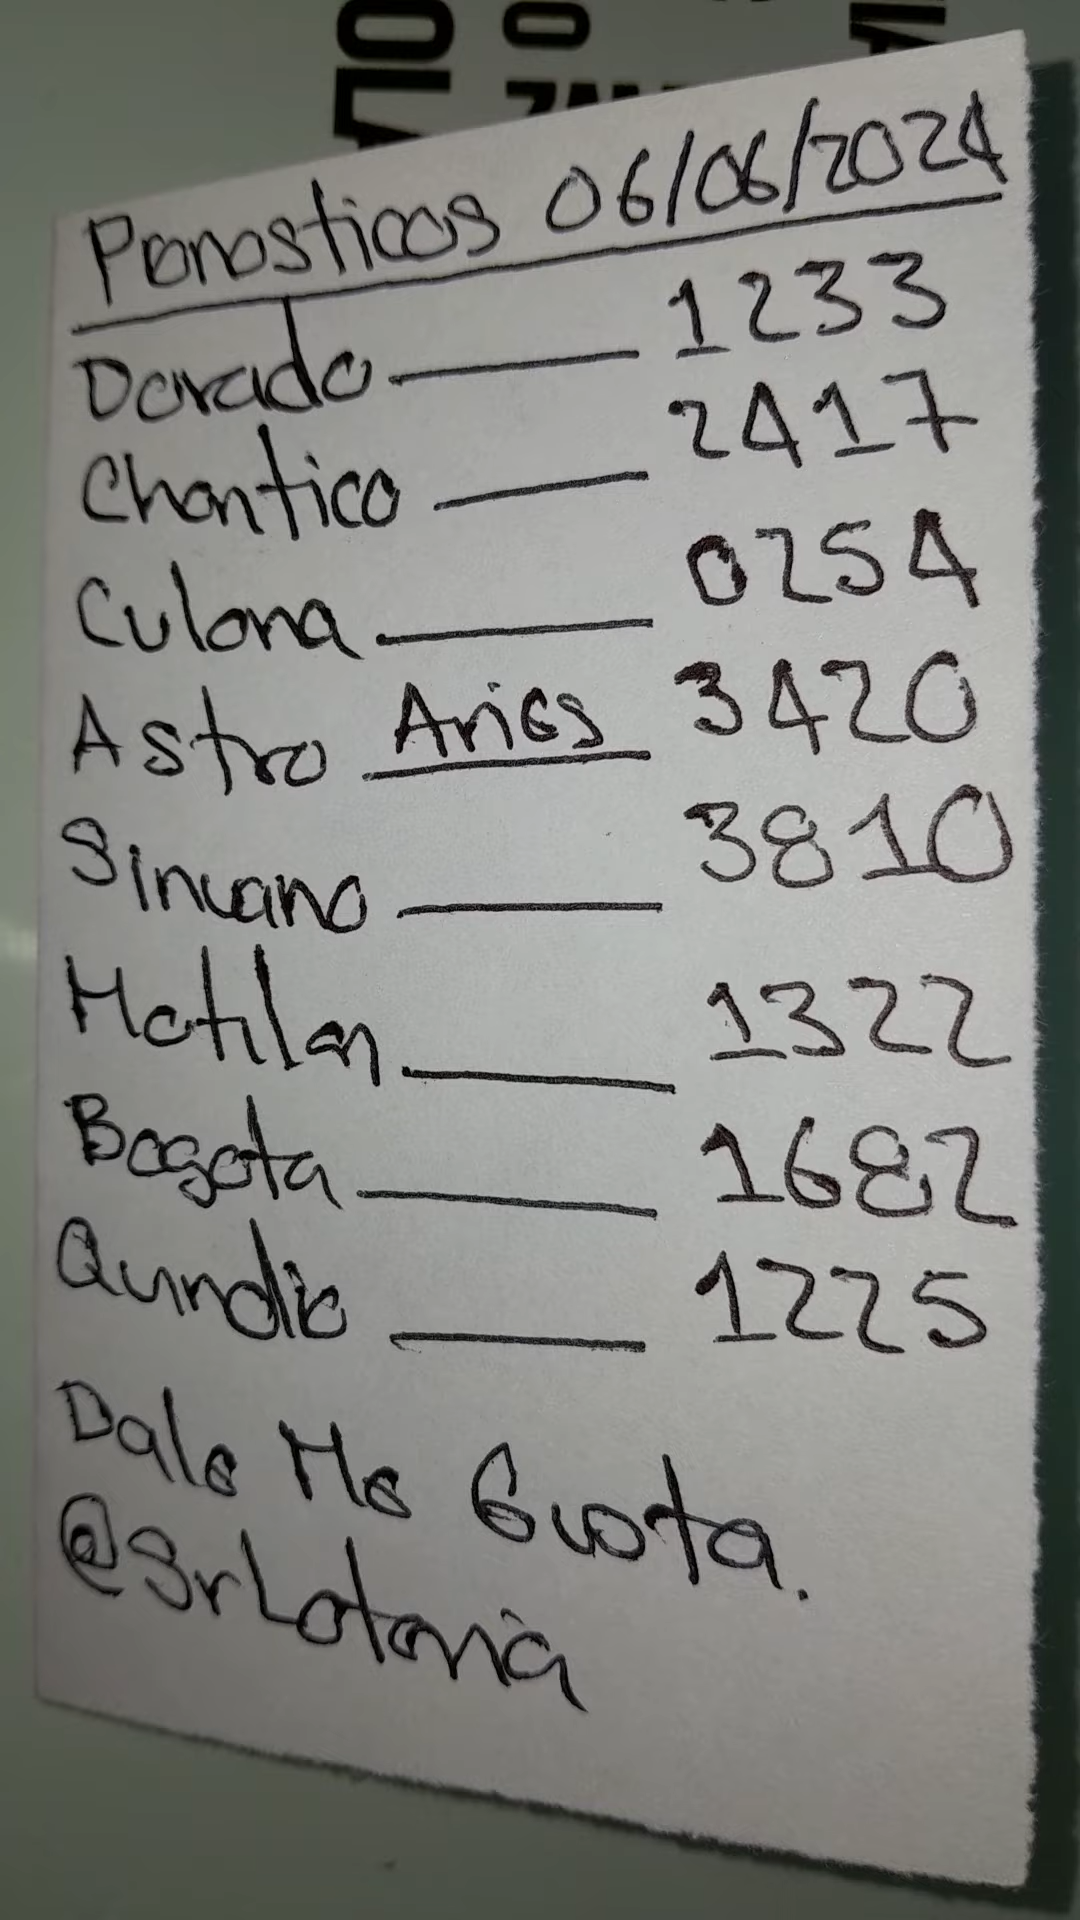 Pronosticos 06/06/2024
Dorado 1233
Chontico 2417
Culona 0254
Astro Aries 3420
Sinuano 3810
Motilon 1322
Bogota 1682
Quindio 1225
Dale Me Gusta.
@SrLoteria